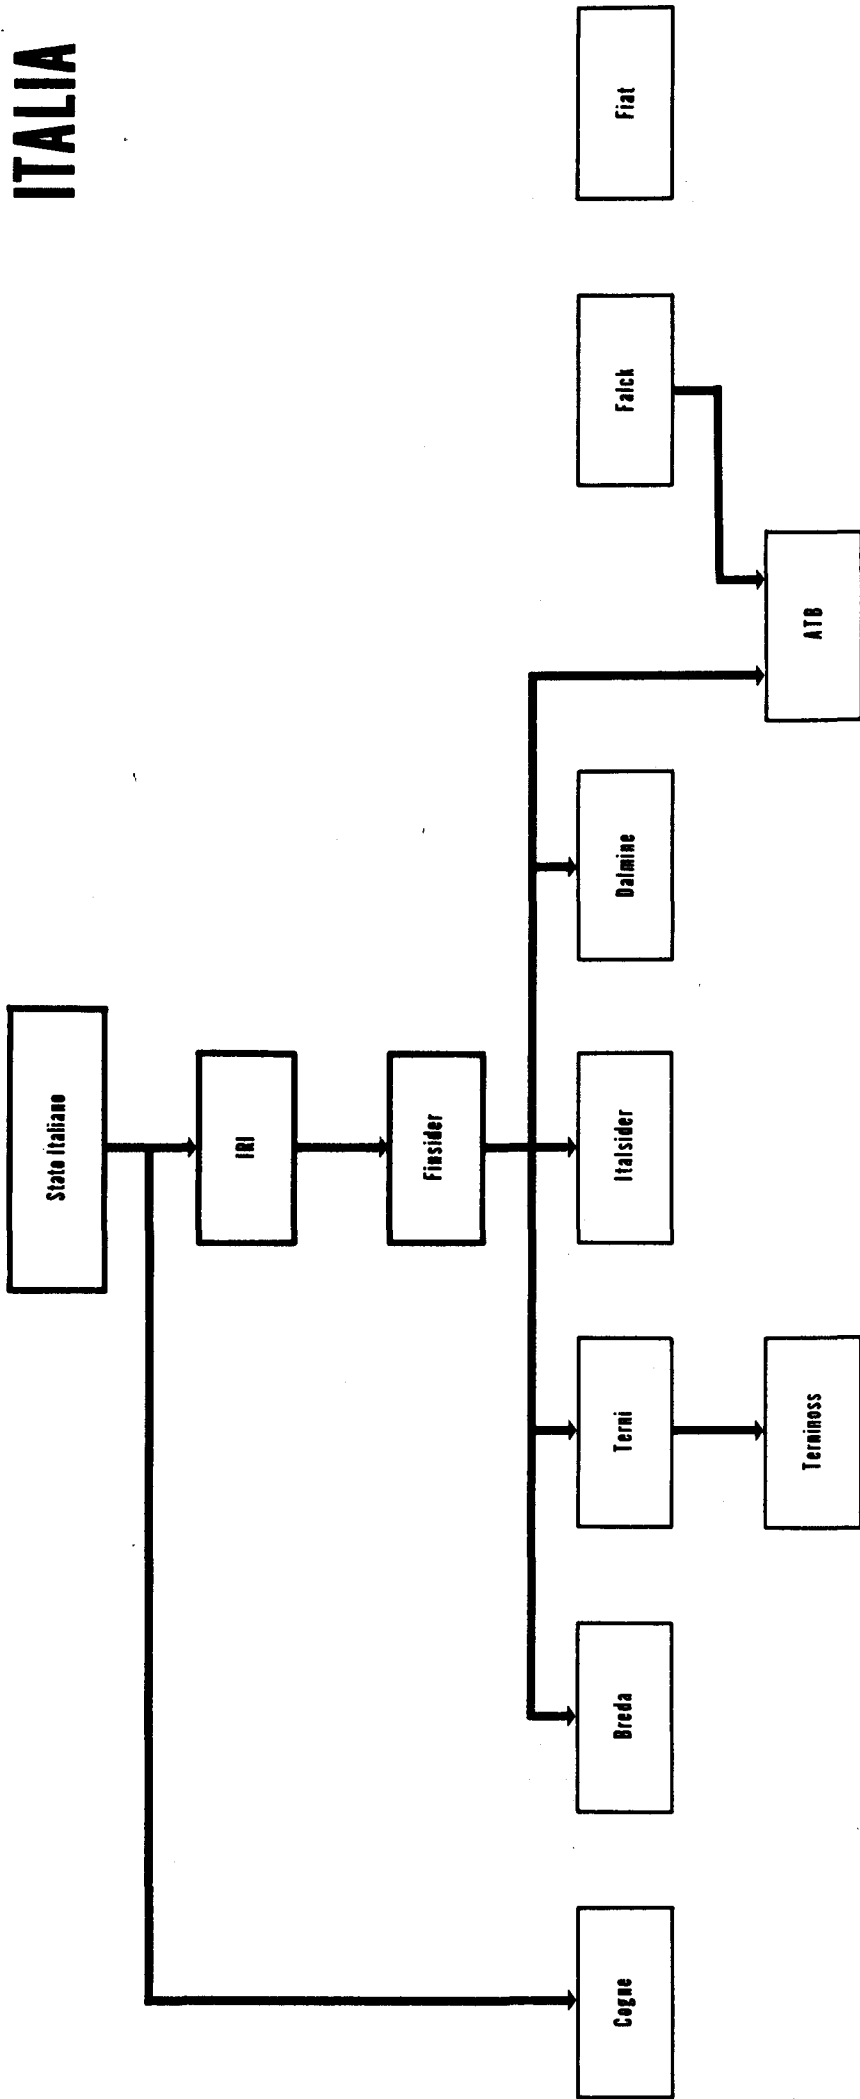 ITALIA
Stato Italiano
IRI
Finsider
Cogne
Breda
Terni
Italsider
Dalmine
Falck
Fiat
Terninoss
ATB